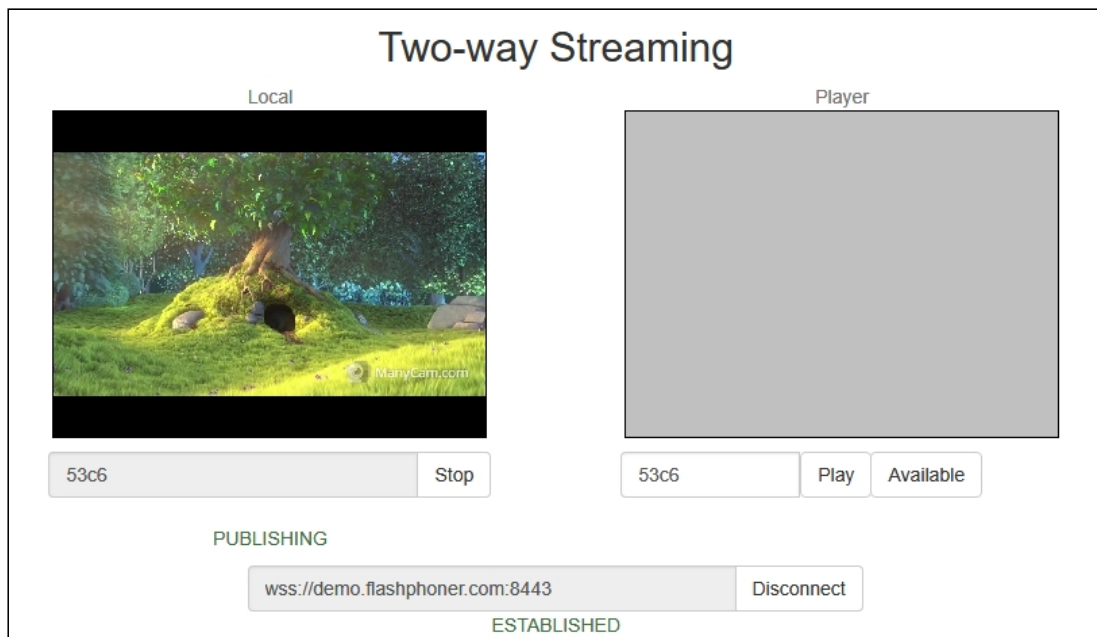 Two-way Streaming
Local
Player
ManyCam.com
53c6
Stop
53c6
Play
Available
PUBLISHING
wss://demo.flashphoner.com:8443
Disconnect
ESTABLISHED